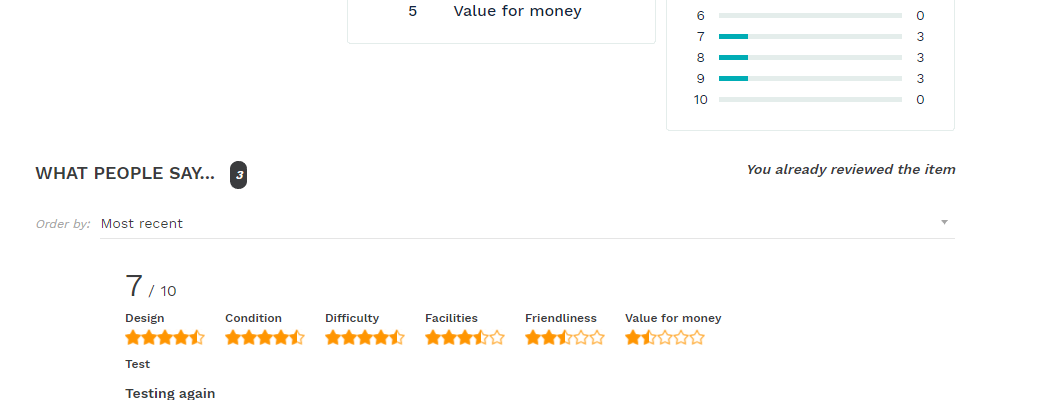 5 Value for money
6 0
7 3
8 3
9 3
10 0
WHAT PEOPLE SAY... 3
You already reviewed the item
Order by: Most recent
7 / 10
Design Condition Difficulty Facilities Friendliness Value for money
Test
Testing again